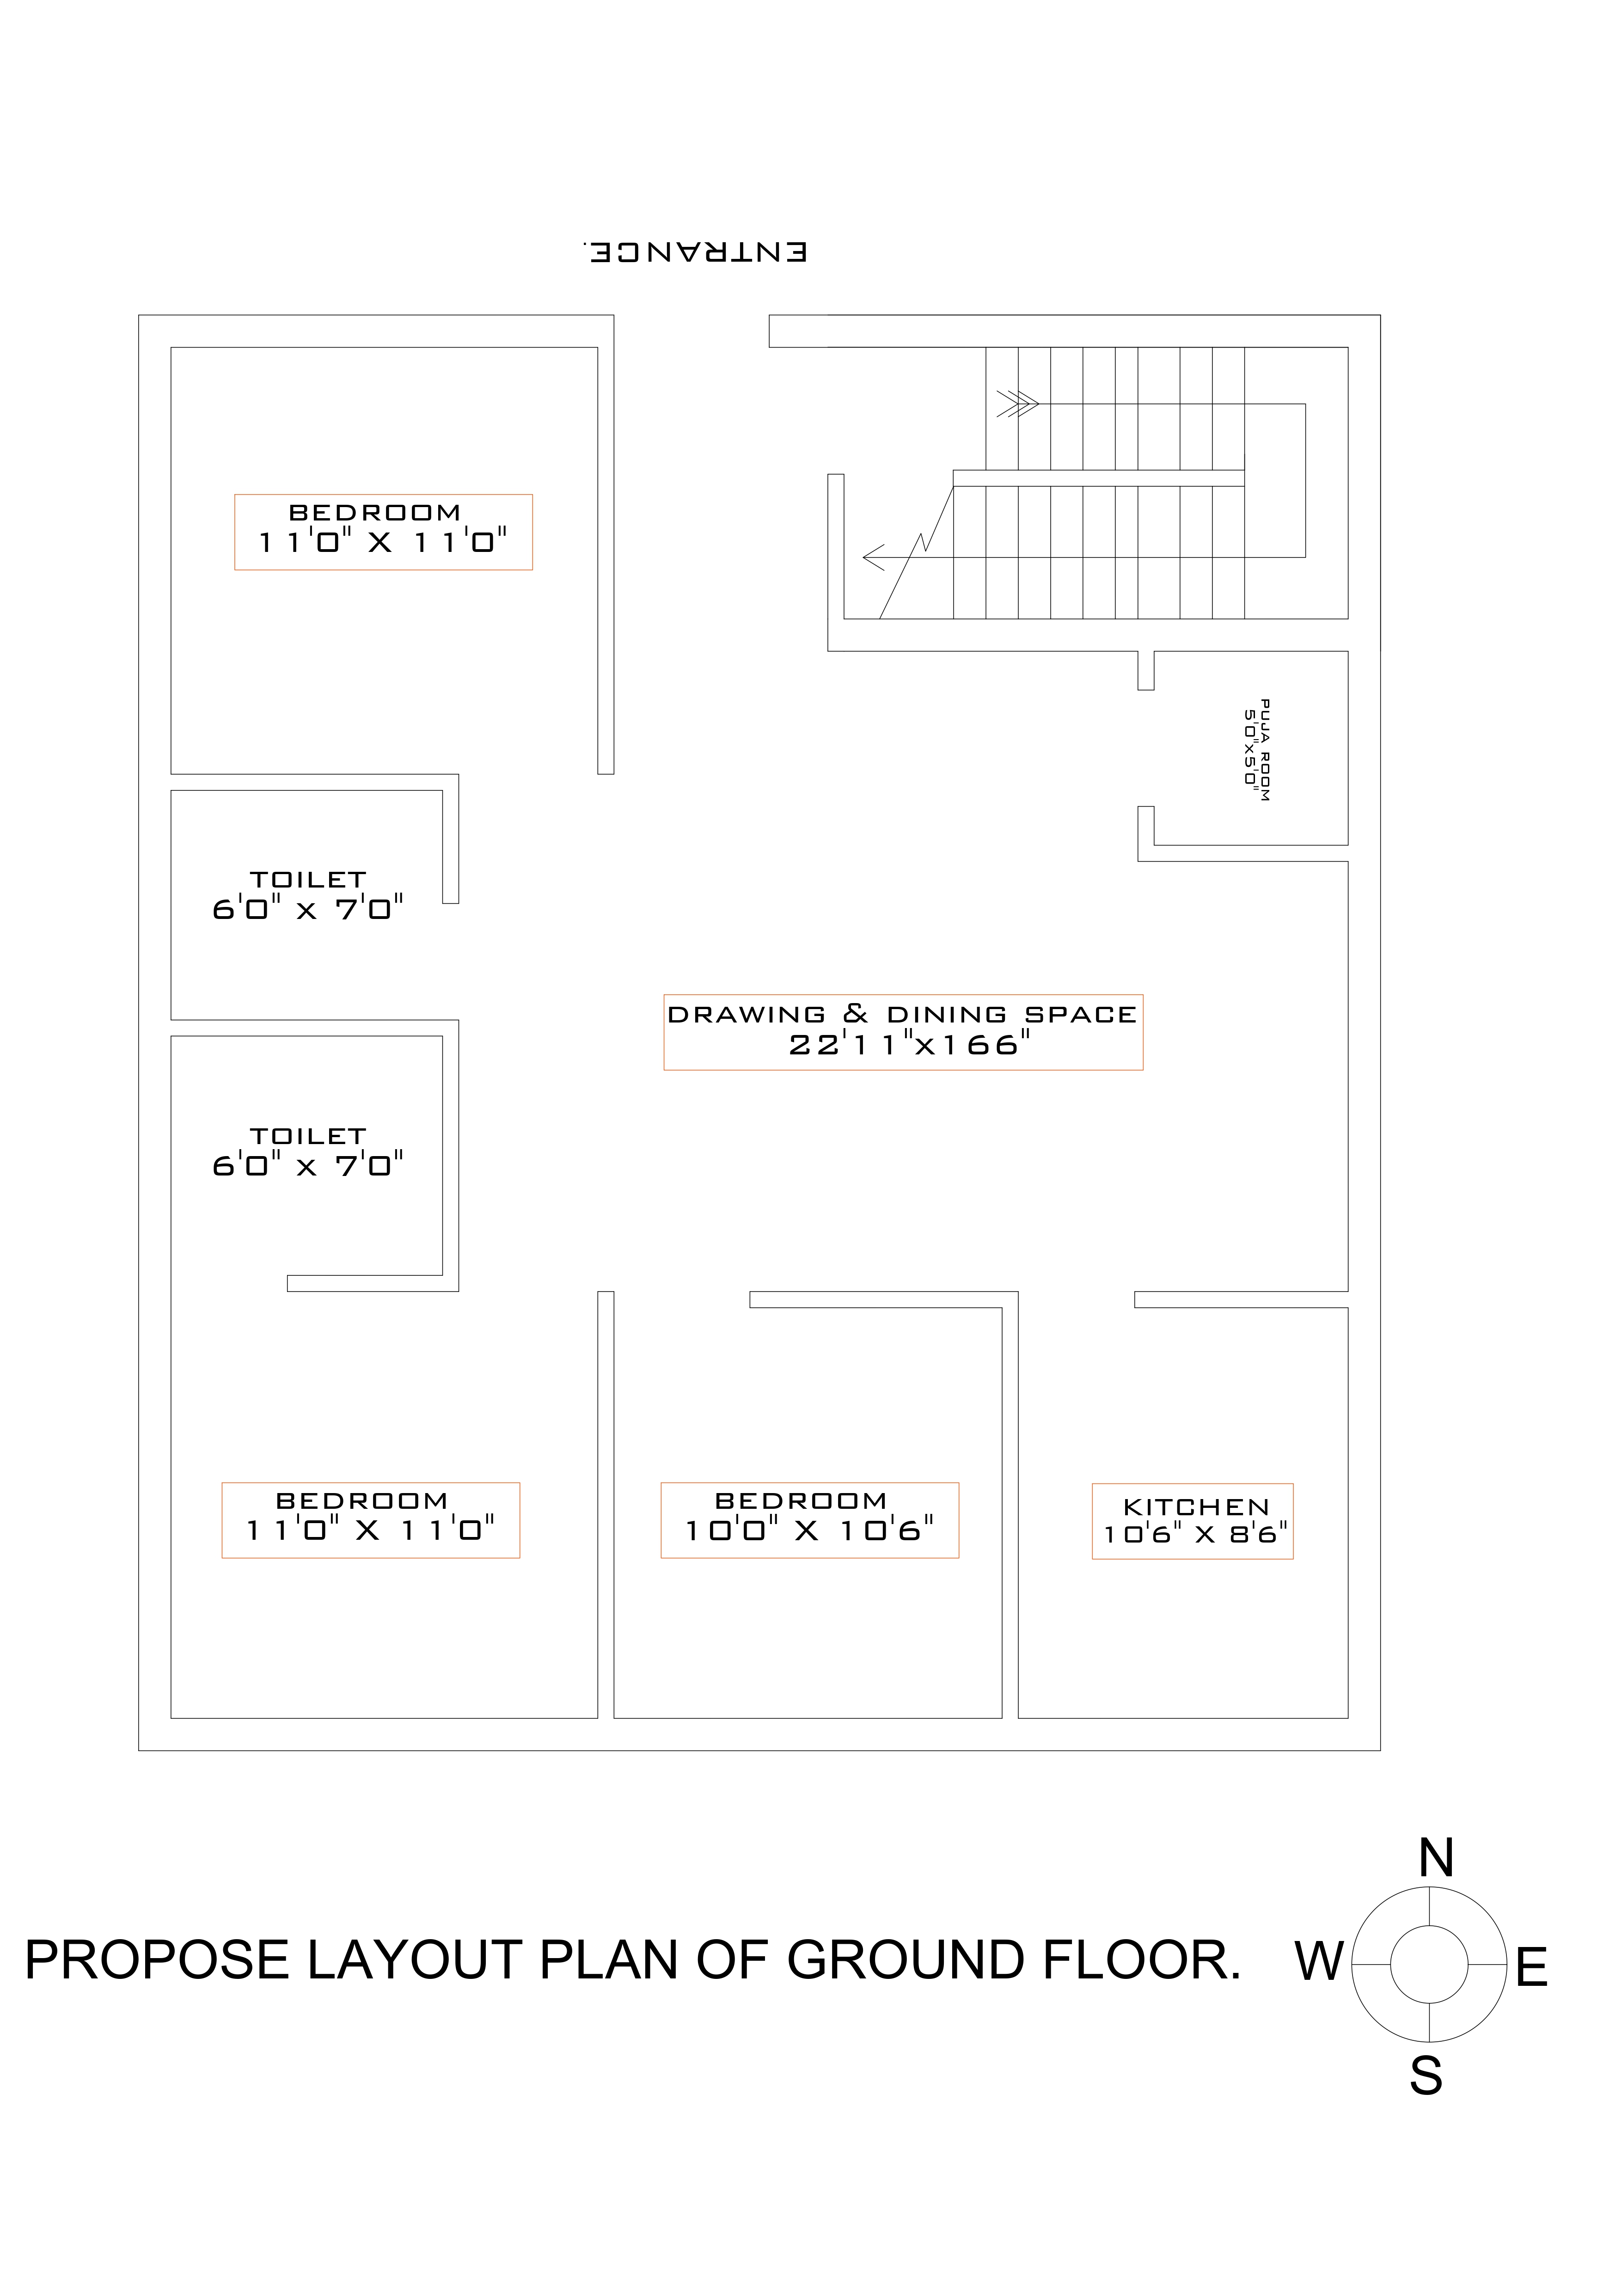 ENTRANCE.
BEDROOM
11'0" X 11'0"
PUJA ROOM
5'0"x5'0"
TOILET
6'0" x 7'0"
DRAWING & DINING SPACE
22'11"x166"
TOILET
6'0" x 7'0"
BEDROOM
11'0" X 11'0"
BEDROOM
10'0" X 10'6"
KITCHEN
10'6" X 8'6"
N
PROPOSE LAYOUT PLAN OF GROUND FLOOR.
W
E
S